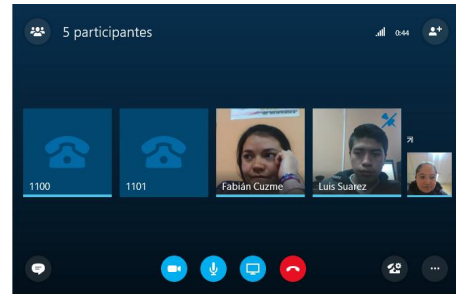 5 participantes
0:44
1100
1101
Fabián Cuzme
Luis Suarez